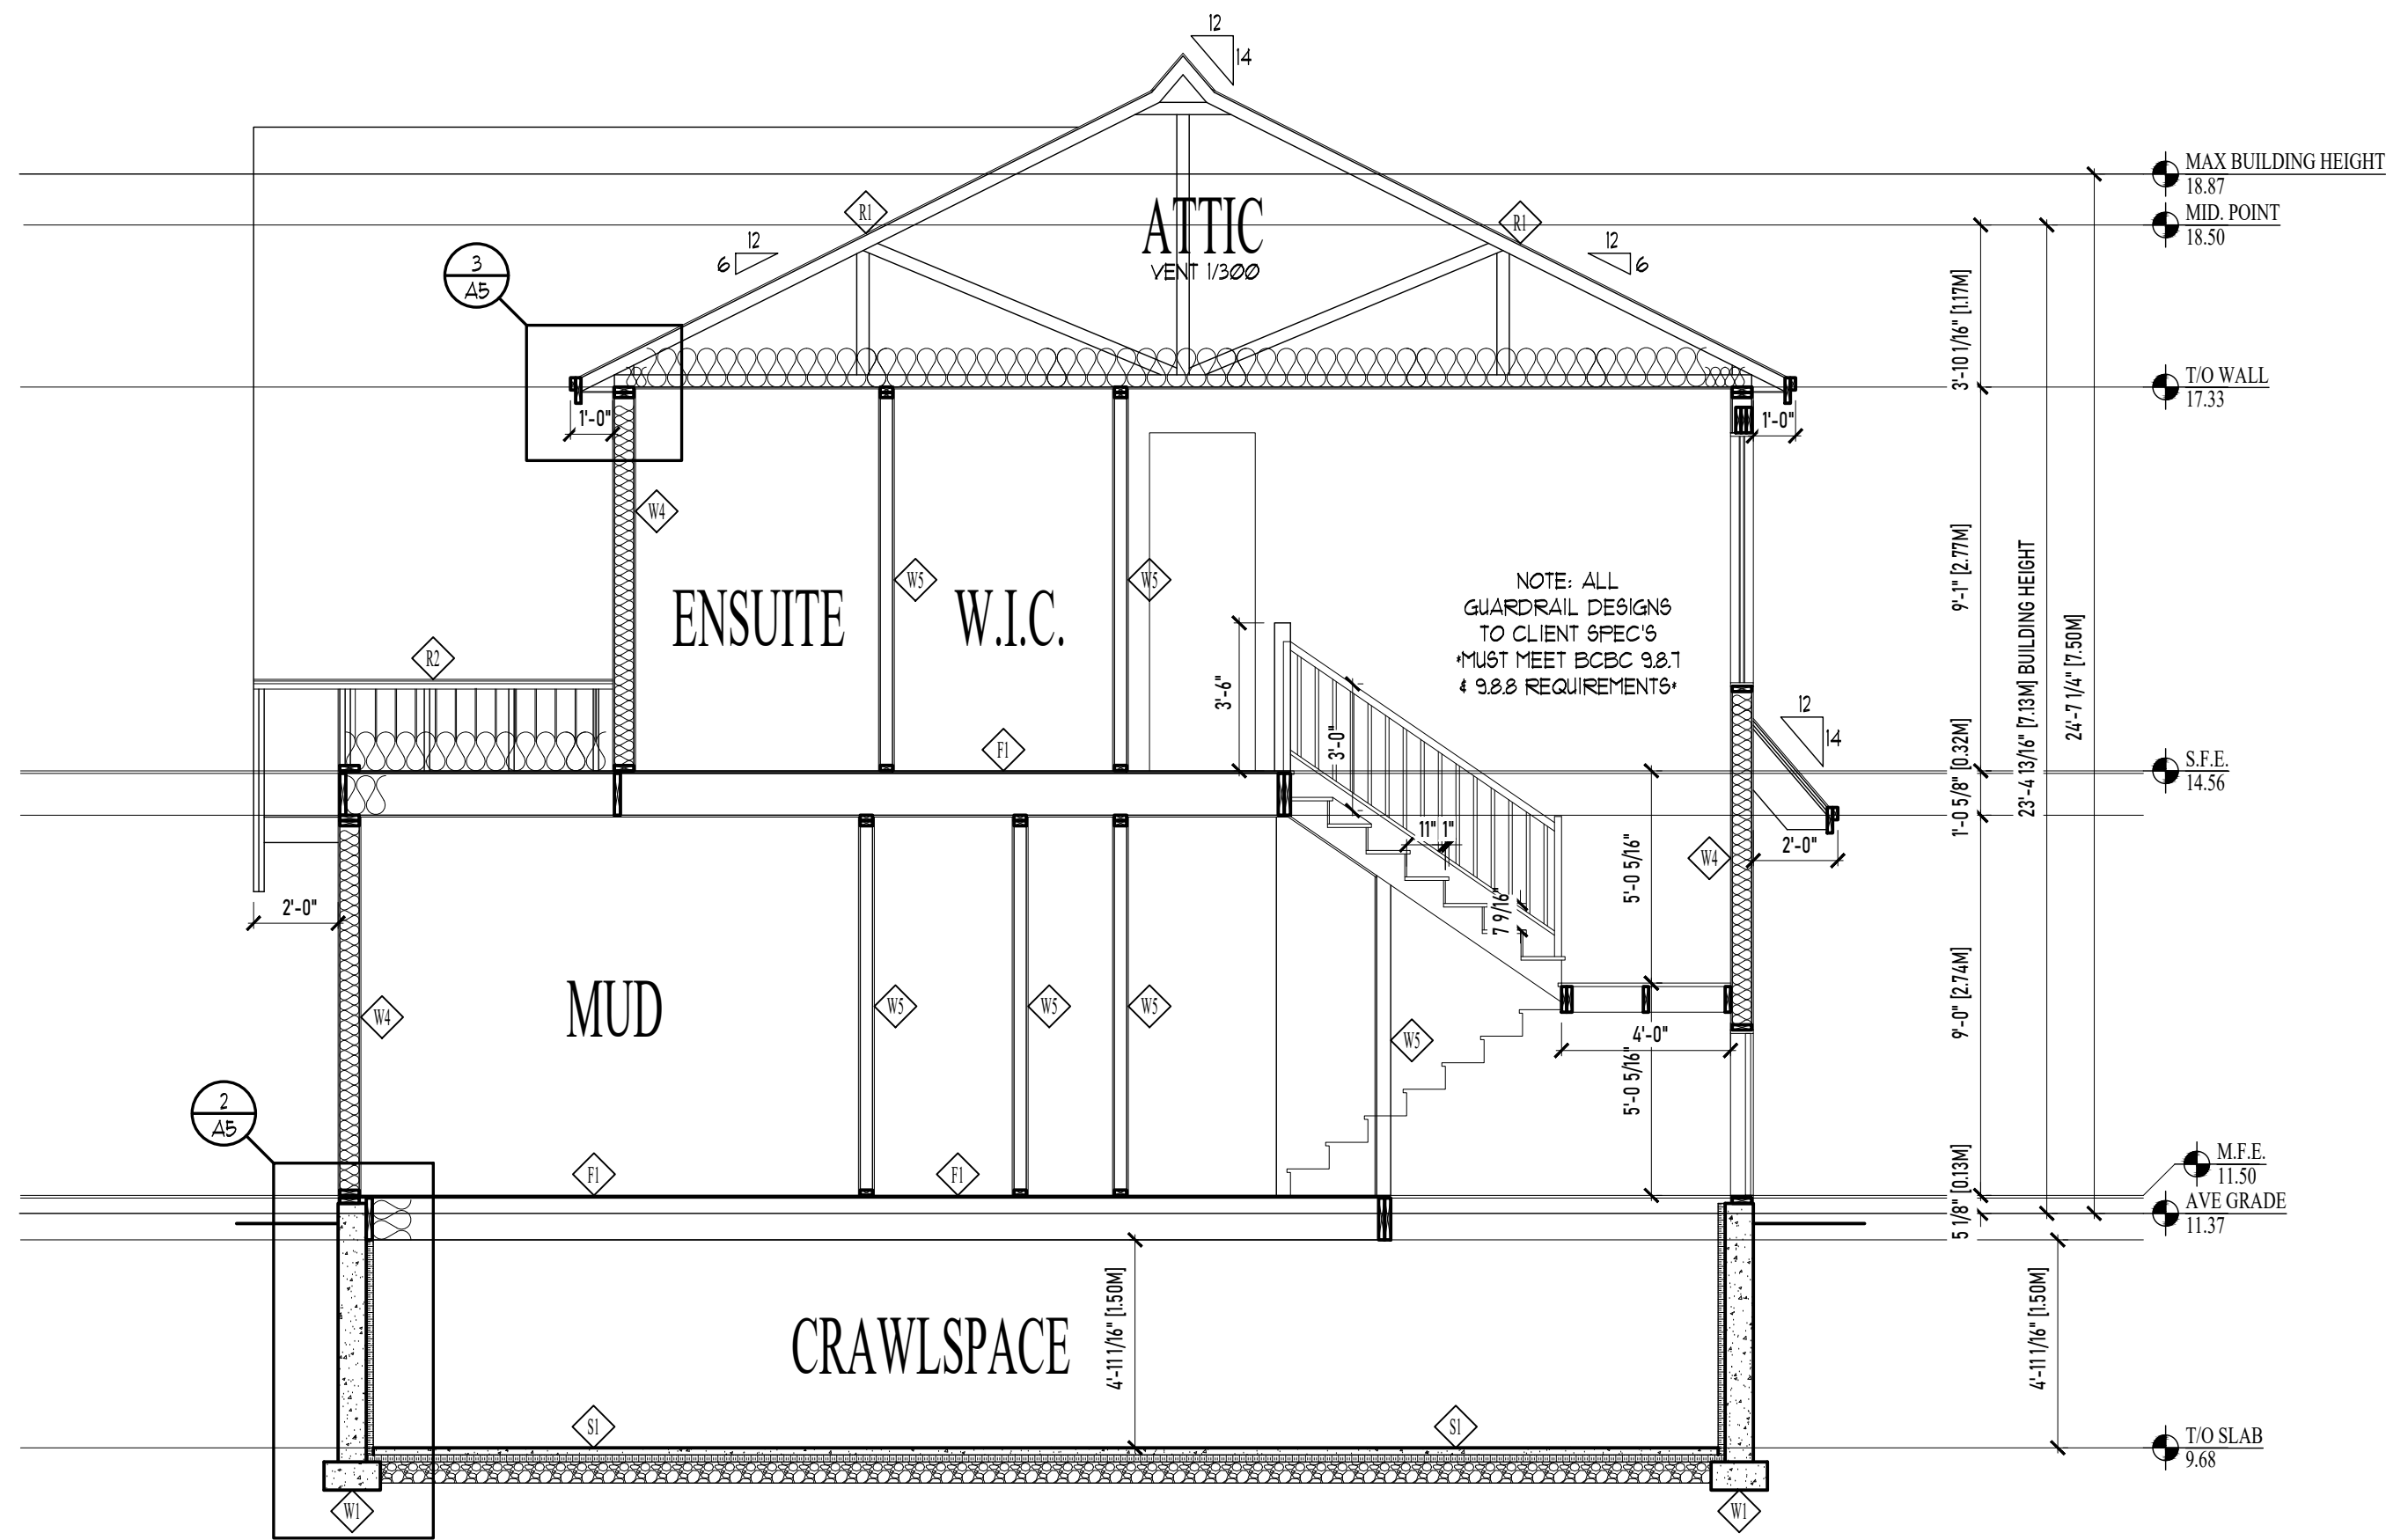 12
14
MAX BUILDING HEIGHT
18.87
MID. POINT
18.50
R1
R1
ATTIC
VENT 1/300
12
6
12
6
3
A5
3'-10 1/16" [1.17M]
T/O WALL
17.33
1'-0"
1'-0"
W4
W5
W5
ENSUITE
W.I.C.
NOTE: ALL
GUARDRAIL DESIGNS
TO CLIENT SPEC'S
*MUST MEET BCBC 9.8.7
& 9.8.8 REQUIREMENTS*
9'-1" [2.77M]
23'-4 13/16" [7.13M] BUILDING HEIGHT
24'-7 1/4" [7.50M]
R2
3'-6"
3'-0"
F1
12
14
S.F.E.
14.56
1'-0 5/8" [0.32M]
11"
1"
2'-0"
W4
5'-0 5/16"
7 9/16"
2'-0"
MUD
W4
W5
W5
W5
W5
4'-0"
5'-0 5/16"
9'-0" [2.74M]
2
A5
F1
F1
M.F.E.
11.50
AVE GRADE
11.37
5 1/8" [0.13M]
CRAWLSPACE
4'-11 1/16" [1.50M]
4'-11 1/16" [1.50M]
S1
S1
T/O SLAB
9.68
W1
W1